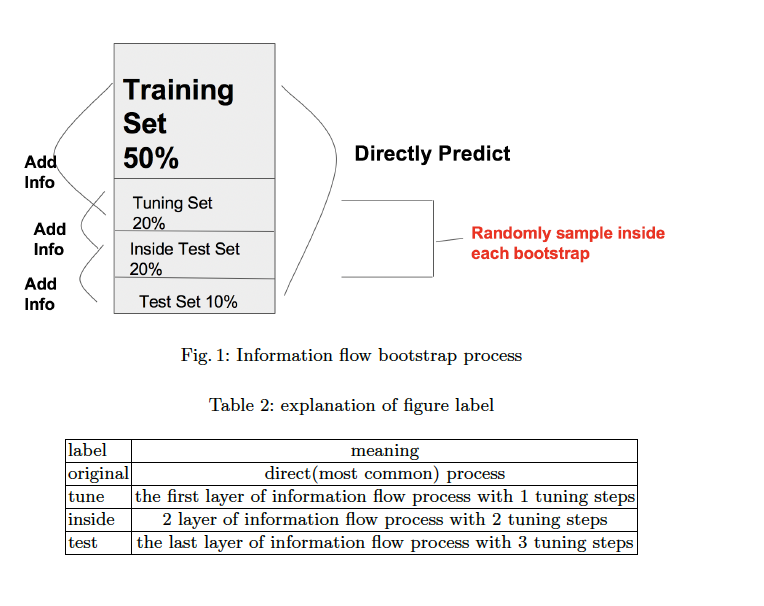 Training
Set
50%
Add
Info
Directly Predict
Tuning Set
20%
Add
Info
Randomly sample inside
each bootstrap
Inside Test Set
20%
Add
Info
Test Set 10%
Fig. 1: Information flow bootstrap process
Table 2: explanation of figure label
label meaning
original direct(most common) process
tune the first layer of information flow process with 1 tuning steps
inside 2 layer of information flow process with 2 tuning steps
test the last layer of information flow process with 3 tuning steps